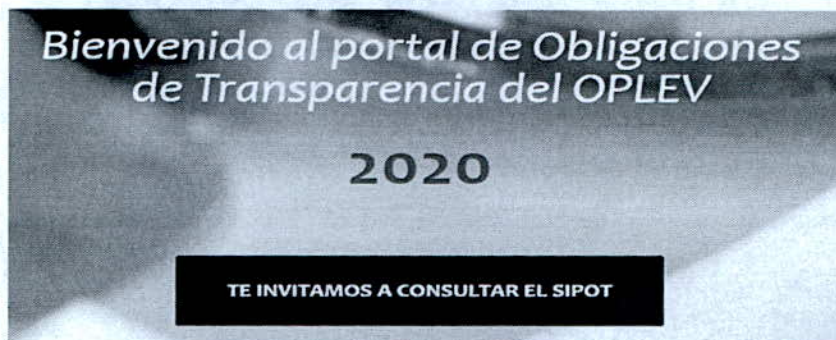 Bienvenido al portal de Obligaciones
de Transparencia del OPLEV
2020
TE INVITAMOS A CONSULTAR EL SIPOT